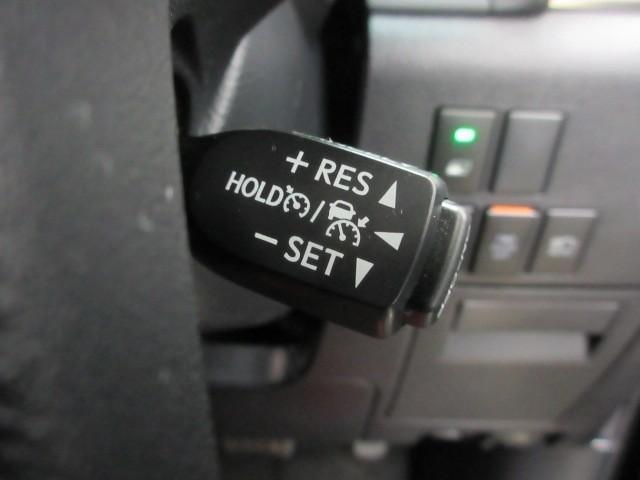 + RES ▲
HOLD / ◀
− SET ▼